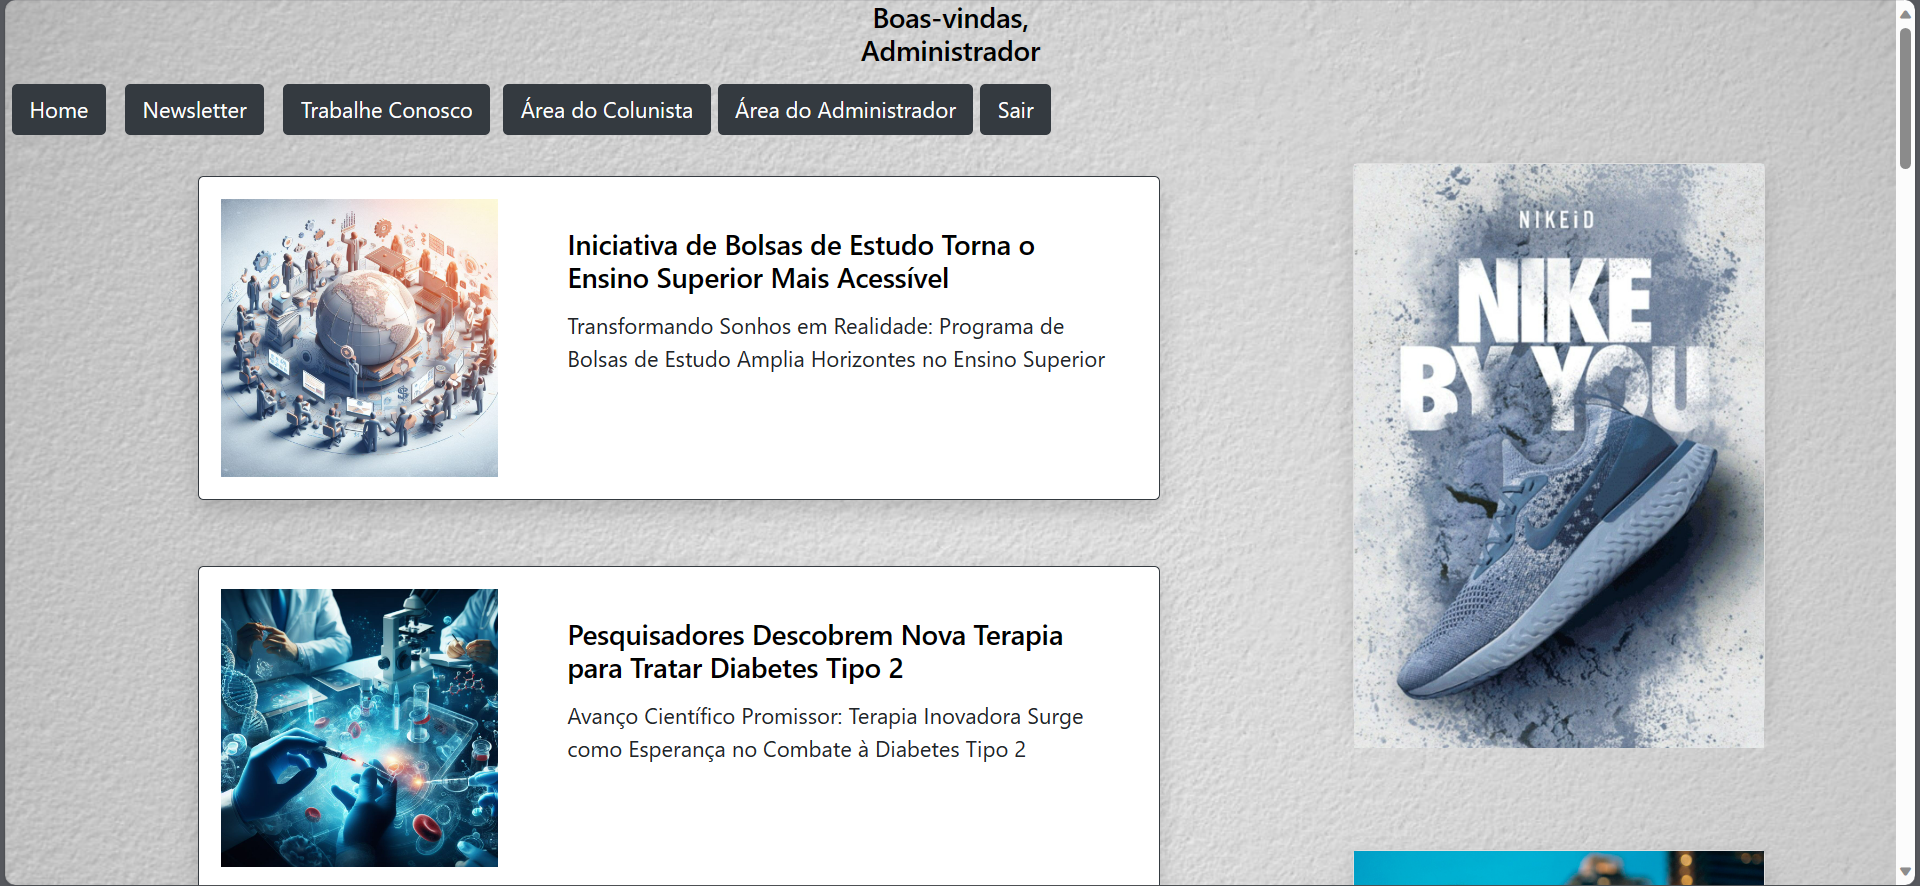 Boas-vindas,
Administrador
Home
Newsletter
Trabalhe Conosco
Área do Colunista
Área do Administrador
Sair
Iniciativa de Bolsas de Estudo Torna o
Ensino Superior Mais Acessível
Transformando Sonhos em Realidade: Programa de
Bolsas de Estudo Amplia Horizontes no Ensino Superior
NIKEiD
NIKE
BY YOU
Pesquisadores Descobrem Nova Terapia
para Tratar Diabetes Tipo 2
Avanço Científico Promissor: Terapia Inovadora Surge
como Esperança no Combate à Diabetes Tipo 2